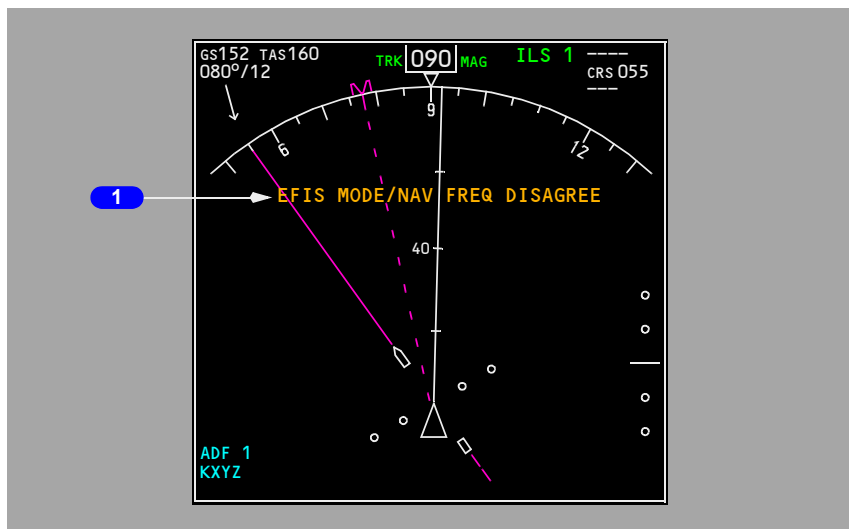 GS152 TAS160
080°/12
TRK 090 MAG
ILS 1 ----
CRS 055
---
6
9
12
1
EFIS MODE/NAV FREQ DISAGREE
40
ADF 1
KXYZ